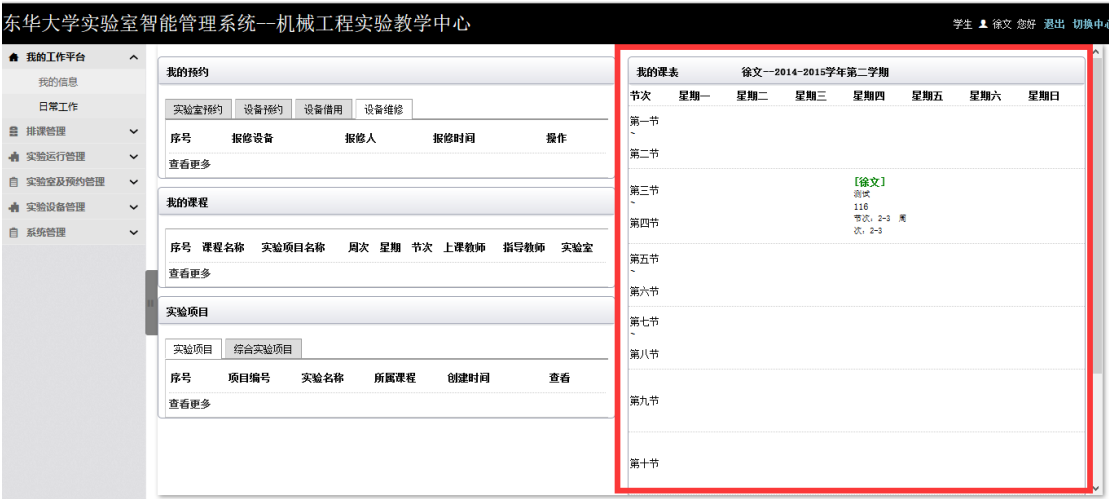 东华大学实验室智能管理系统--机械工程实验教学中心
学生 徐文 您好 退出 切换中心
我的工作平台
我的信息
日常工作
排课管理
实验运行管理
实验室及预约管理
实验设备管理
系统管理
我的预约
实验室预约 设备预约 设备借用 设备维修
序号 报修设备 报修人 报修时间 操作
查看更多
我的课程
序号 课程名称 实验项目名称 周次 星期 节次 上课教师 指导教师 实验室
查看更多
实验项目
实验项目 综合实验项目
序号 项目编号 实验名称 所属课程 创建时间 查看
查看更多
我的课表 徐文--2014-2015学年第二学期
节次 星期一 星期二 星期三 星期四 星期五 星期六 星期日
第一节
~
第二节
第三节
~
第四节
[徐文]
测试
116
节次：2-3 周
次：2-3
第五节
~
第六节
第七节
~
第八节
第九节
第十节